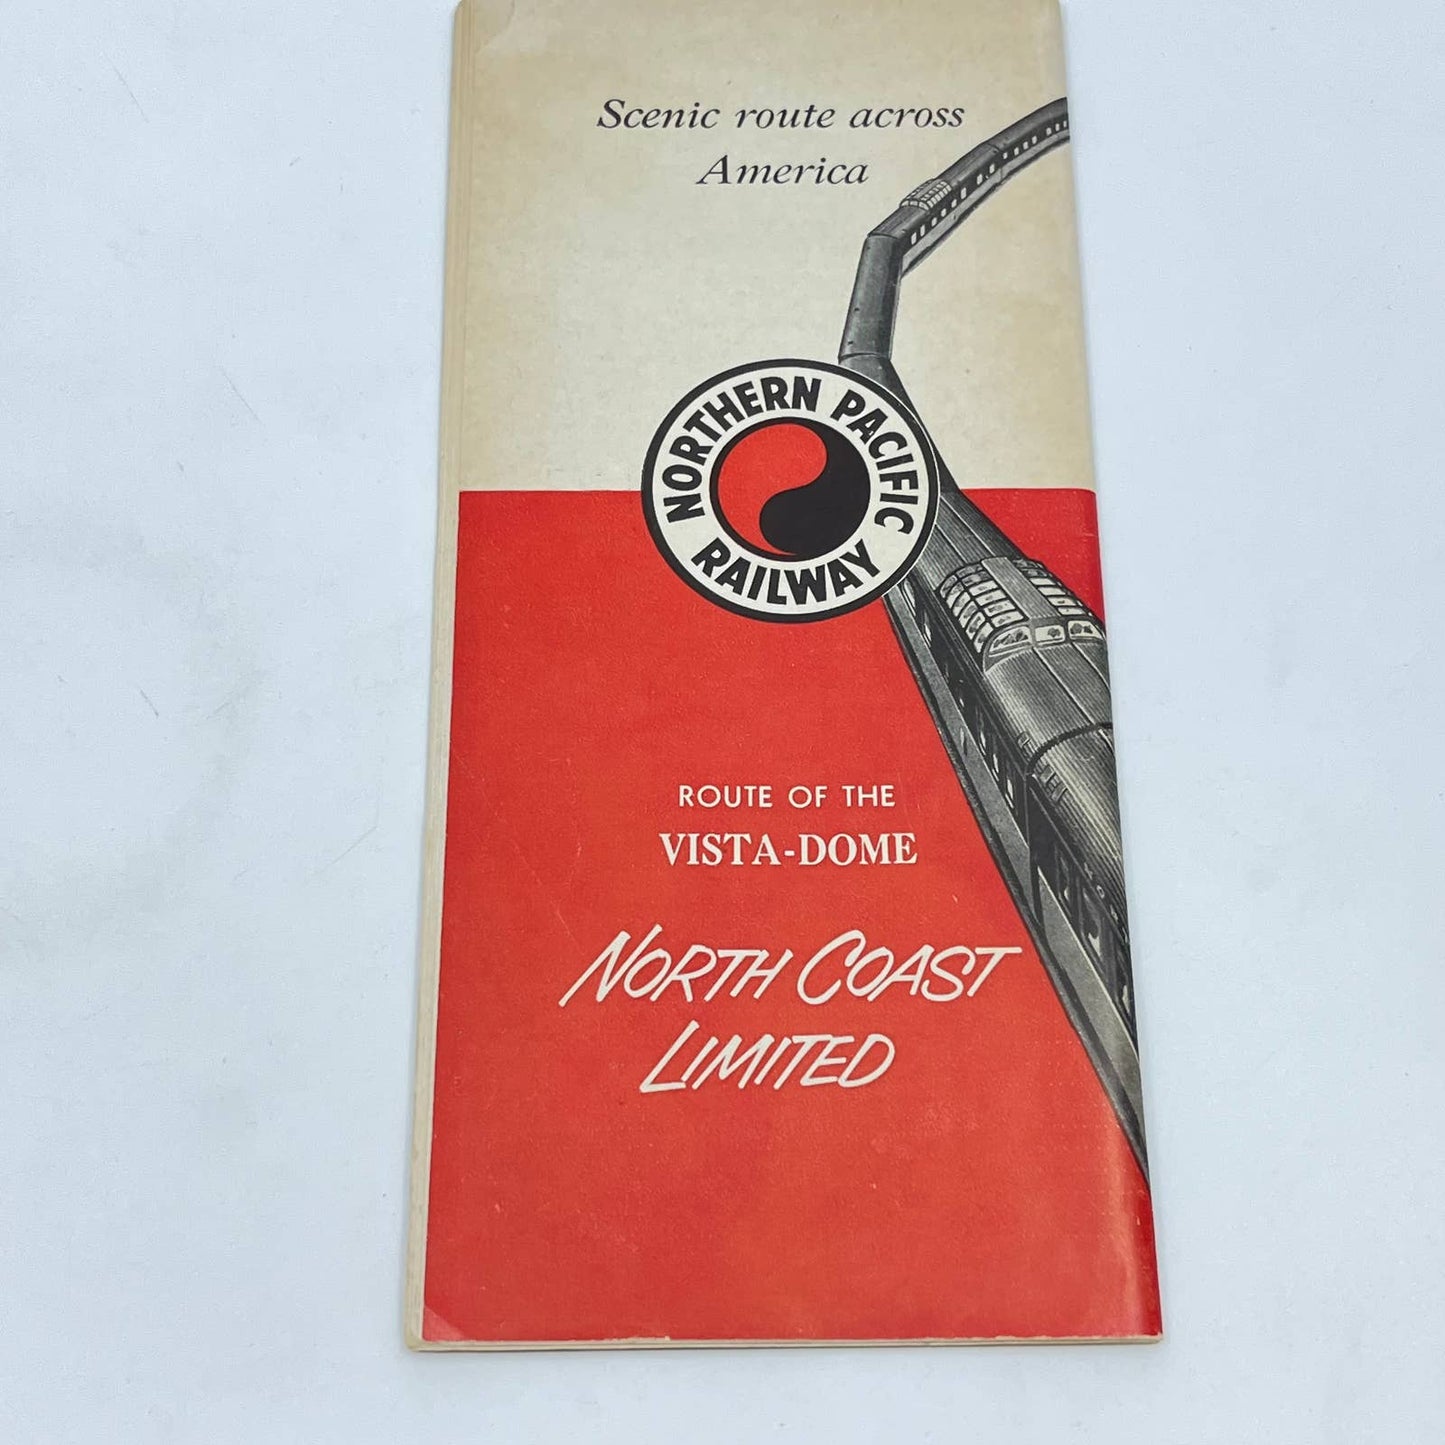 Scenic route across
America
NORTHERN PACIFIC
RAILWAY
ROUTE OF THE
VISTA-DOME
NORTH COAST
LIMITED